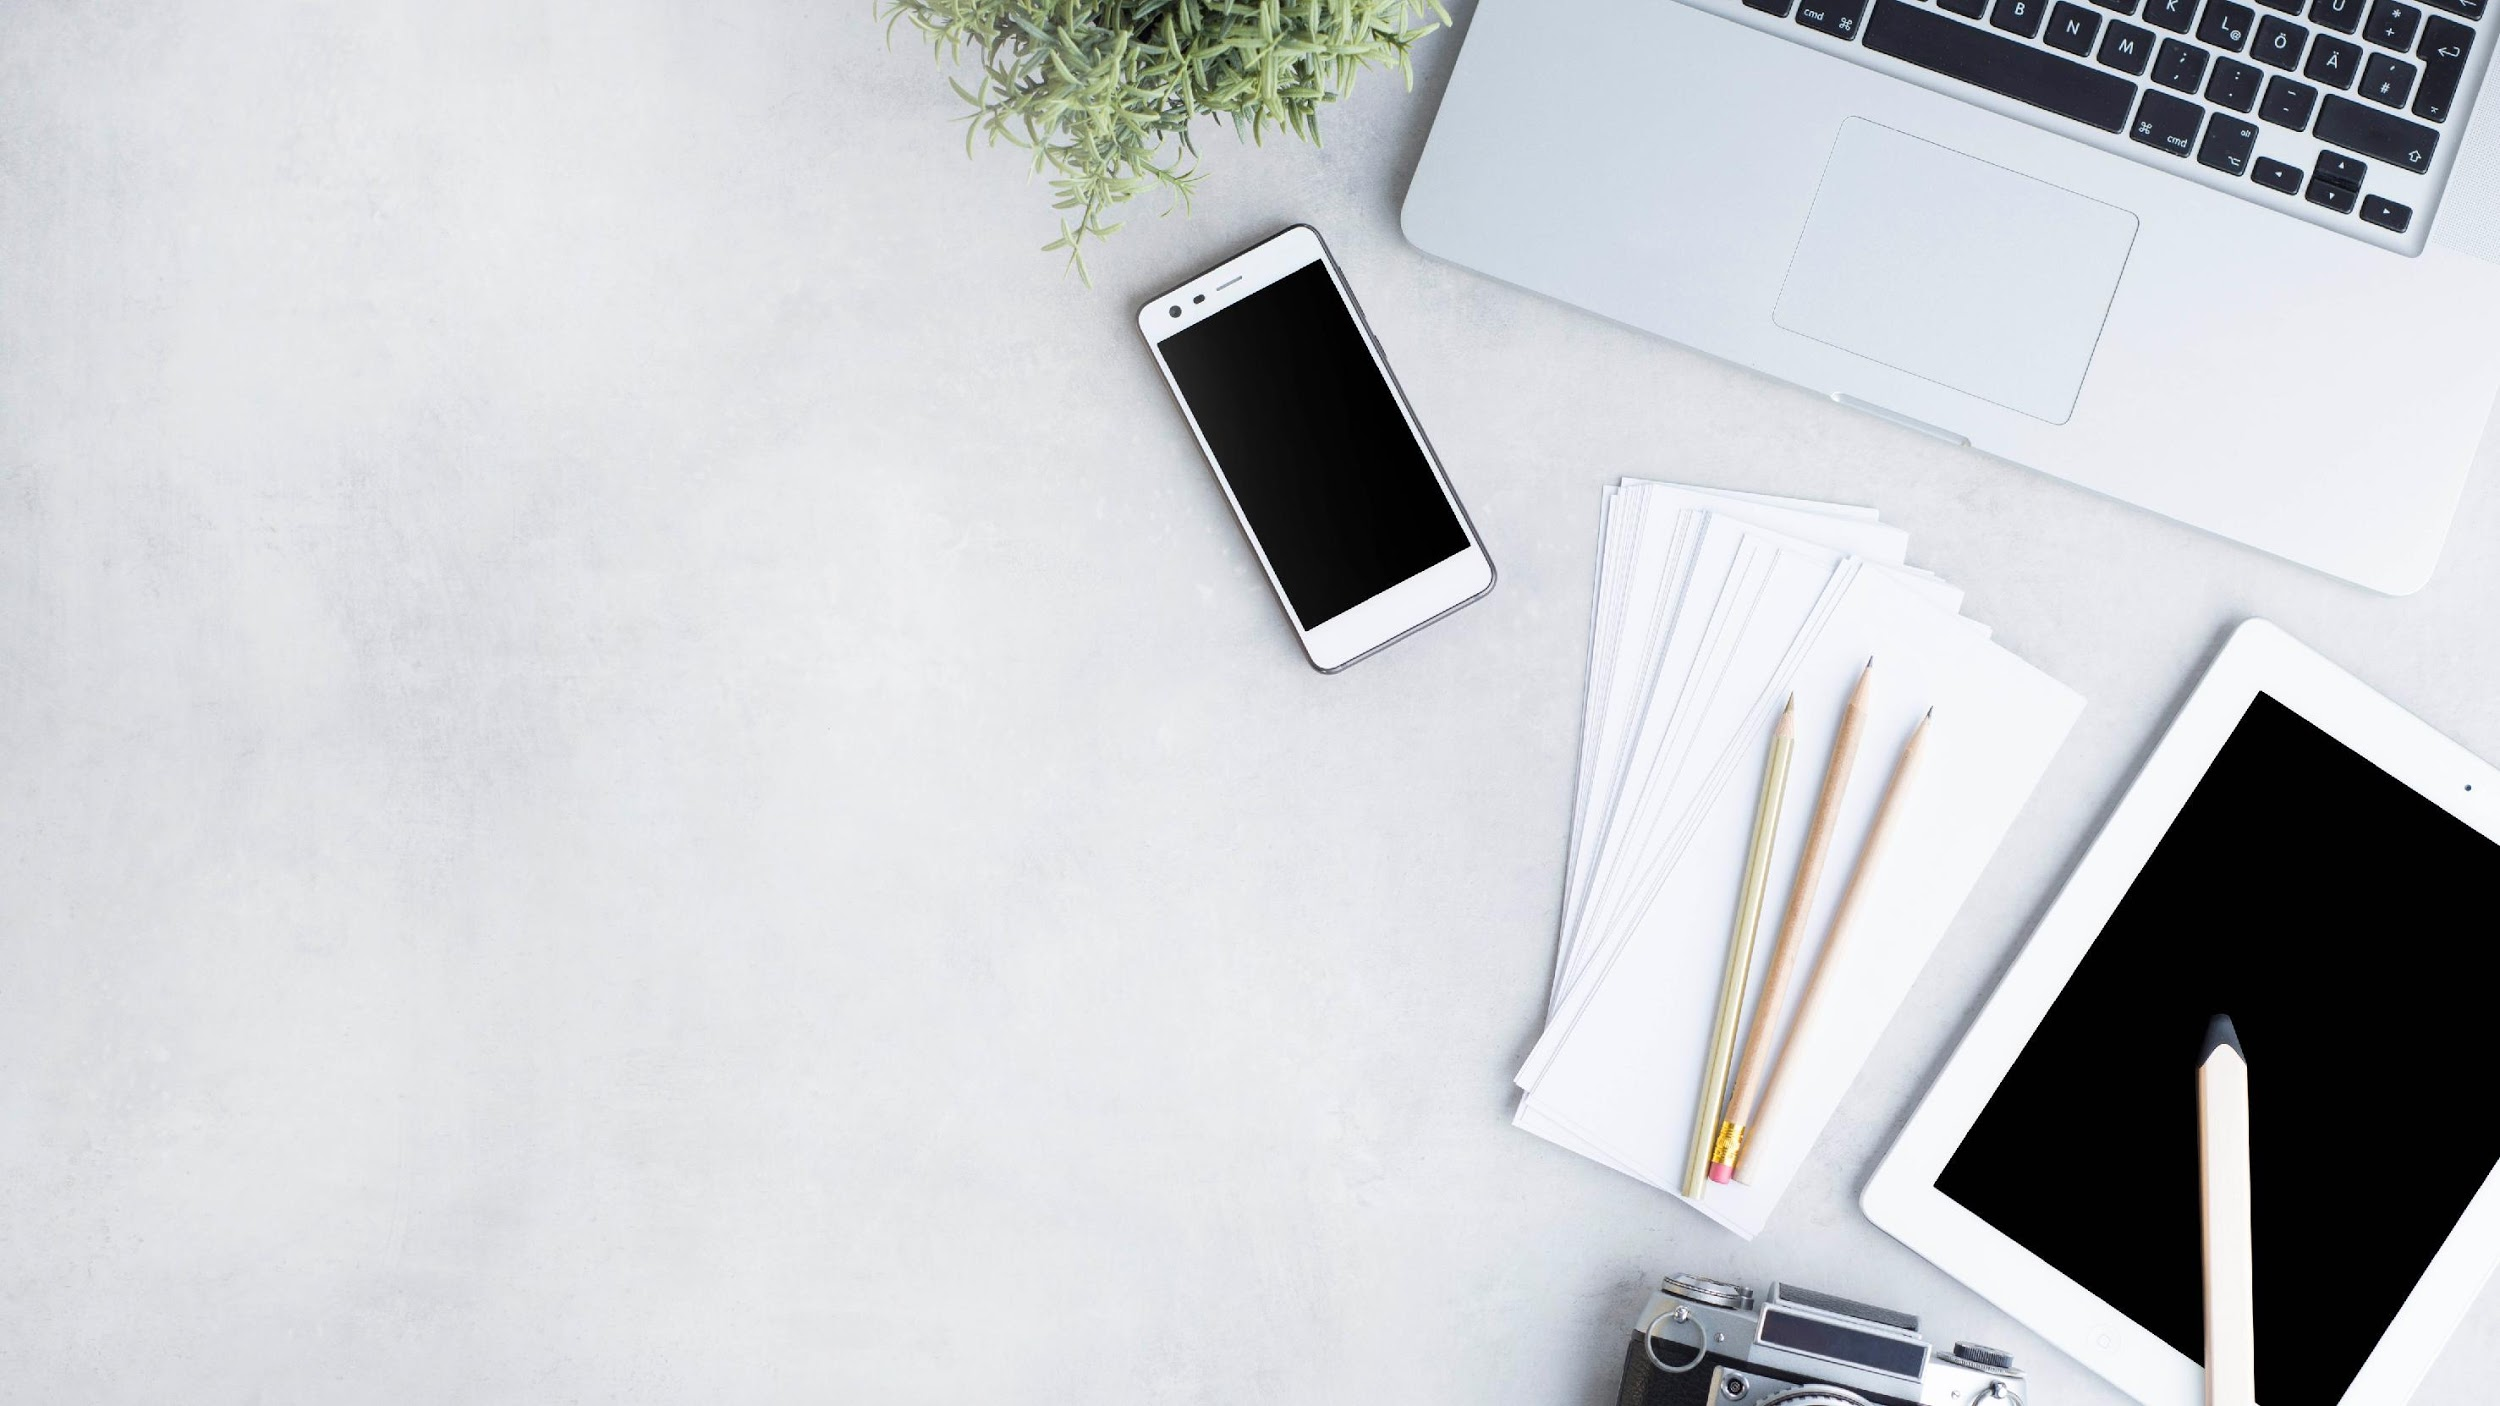 cmd ⌘
B
N
M
K
L @
Ö
Ä
Ü
* +
; ,
: .
_ -
' #
⌘ cmd
alt